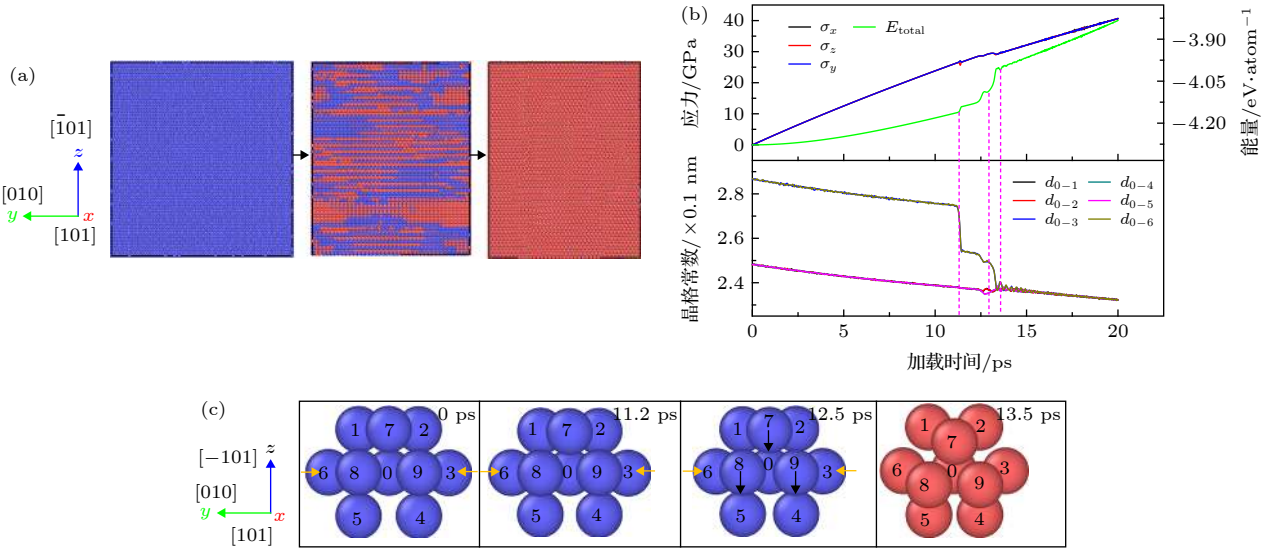 (a)
[1̄01]
z
[010]
y
x
[101]
(b)
应力/GPa
40
30
20
10
0
σx
σz
σy
Etotal
−3.90
−4.05
−4.20
能量/eV·atom−1
晶格常数/×0.1 nm
2.8
2.6
2.4
d0−1
d0−4
d0−2
d0−5
d0−3
d0−6
0
5
10
15
20
加载时间/ps
(c)
z
[−101]
[010]
y
x
[101]
0 ps
1 7 2
6 8 0 9 3
5 4
11.2 ps
1 7 2
6 8 0 9 3
5 4
12.5 ps
1 7 2
6 8 0 9 3
5 4
13.5 ps
1 2
7
6 0 3
8 9
5 4